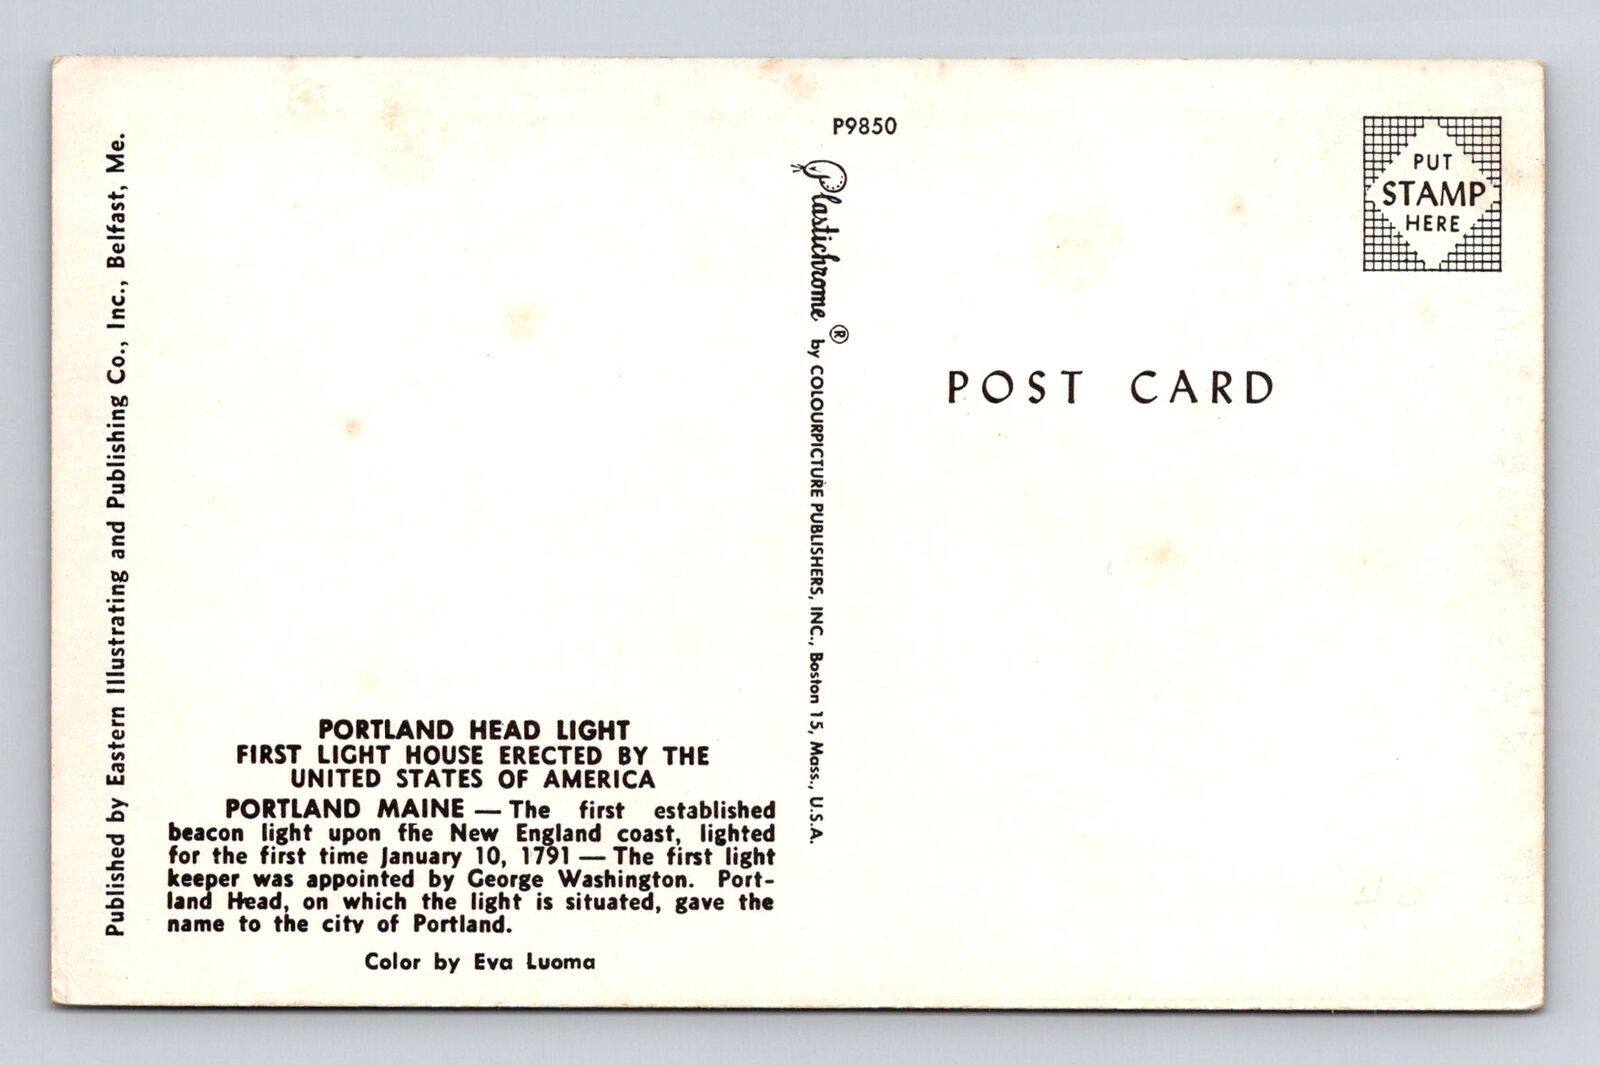 Published by Eastern Illustrating and Publishing Co., Inc., Belfast, Me.
PORTLAND HEAD LIGHT
FIRST LIGHT HOUSE ERECTED BY THE
UNITED STATES OF AMERICA
PORTLAND MAINE — The first established
beacon light upon the New England coast, lighted
for the first time January 10, 1791 — The first light
keeper was appointed by George Washington. Port-
land Head, on which the light is situated, gave the
name to the city of Portland.
Color by Eva Luoma
P9850
Plastichrome ® by COLOURPICTURE PUBLISHERS, INC., Boston 15, Mass., U.S.A.
PUT
STAMP
HERE
POST CARD